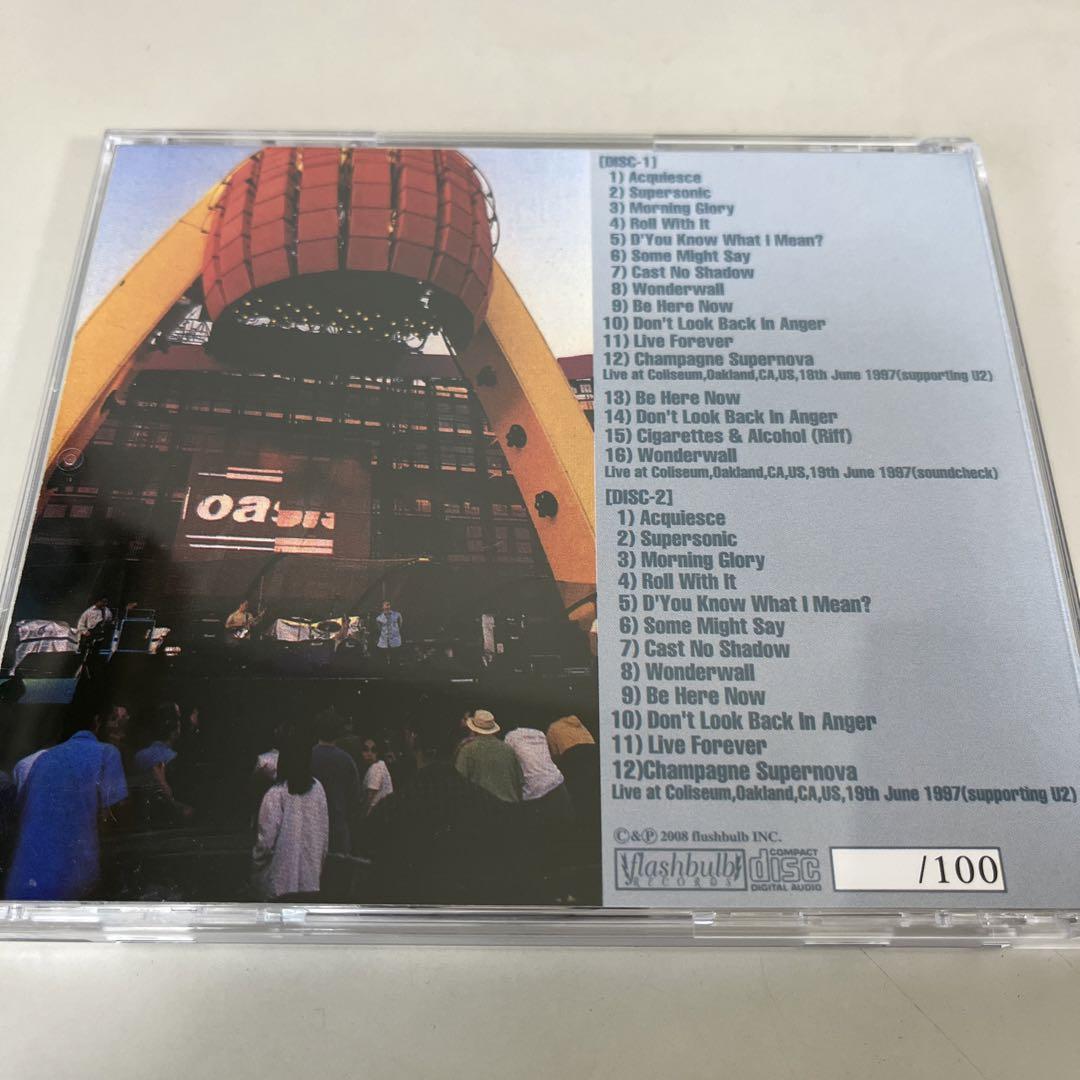 oasis
[DISC-1]
1) Acquiesce
2) Supersonic
3) Morning Glory
4) Roll With It
5) D'You Know What I Mean?
6) Some Might Say
7) Cast No Shadow
8) Wonderwall
9) Be Here Now
10) Don't Look Back In Anger
11) Live Forever
12) Champagne Supernova
Live at Coliseum,Oakland,CA,US,18th June 1997(supporting U2)
13) Be Here Now
14) Don't Look Back In Anger
15) Cigarettes & Alcohol (Riff)
16) Wonderwall
Live at Coliseum,Oakland,CA,US,19th June 1997(soundcheck)
[DISC-2]
1) Acquiesce
2) Supersonic
3) Morning Glory
4) Roll With It
5) D'You Know What I Mean?
6) Some Might Say
7) Cast No Shadow
8) Wonderwall
9) Be Here Now
10) Don't Look Back In Anger
11) Live Forever
12)Champagne Supernova
Live at Coliseum,Oakland,CA,US,19th June 1997(supporting U2)
©&℗ 2008 flushbulb INC.
flashbulb
RECORDS
COMPACT
disc
DIGITAL AUDIO
/100